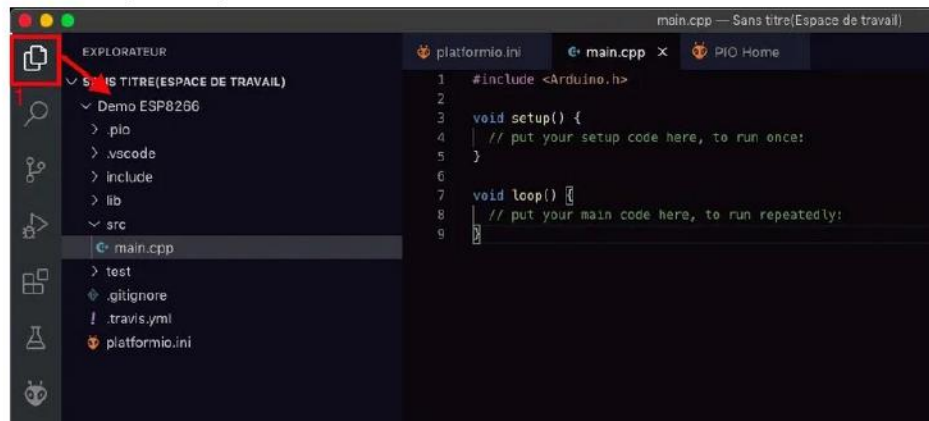 main.cpp — Sans titre(Espace de travail)
1
EXPLORATEUR
SANS TITRE(ESPACE DE TRAVAIL)
Demo ESP8266
.pio
.vscode
include
lib
src
main.cpp
test
.gitignore
.travis.yml
platformio.ini
platformio.ini main.cpp PIO Home
1 #include <Arduino.h>
2
3 void setup() {
4 // put your setup code here, to run once:
5 }
6
7 void loop() {
8 // put your main code here, to run repeatedly:
9 }